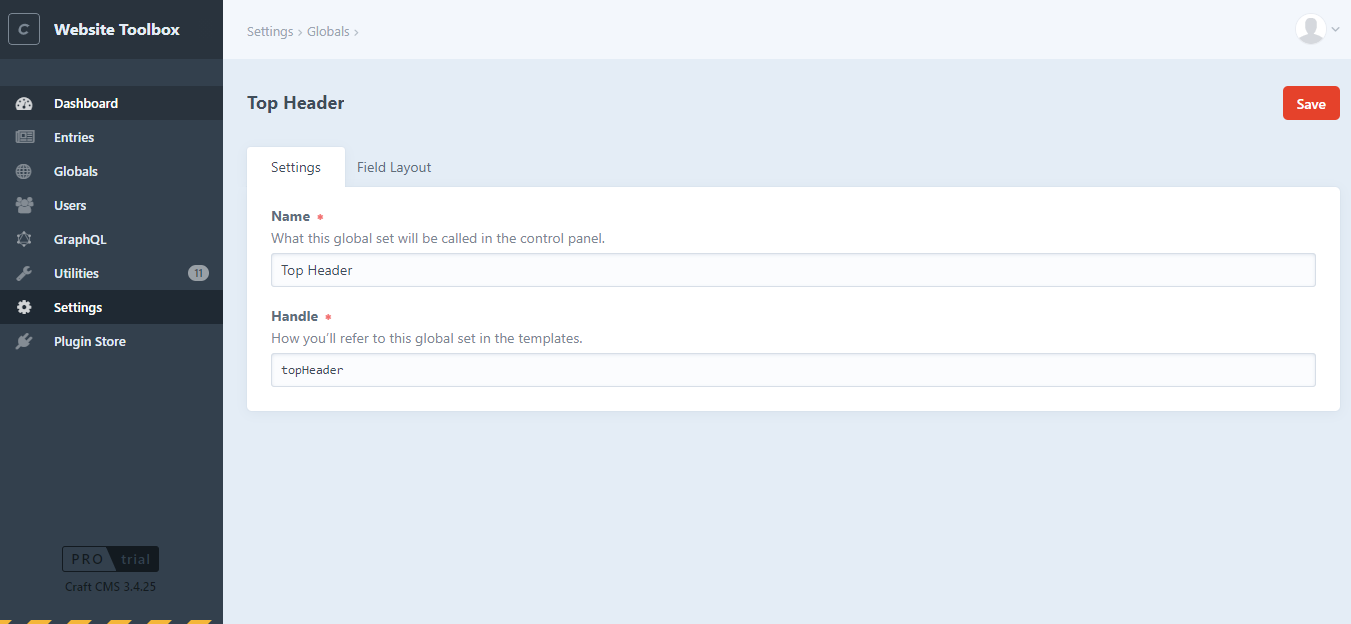 C Website Toolbox
Settings › Globals ›
Dashboard
Entries
Globals
Users
GraphQL
Utilities 11
Settings
Plugin Store
PRO trial
Craft CMS 3.4.25
Top Header
Save
Settings Field Layout
Name *
What this global set will be called in the control panel.
Top Header
Handle *
How you’ll refer to this global set in the templates.
topHeader